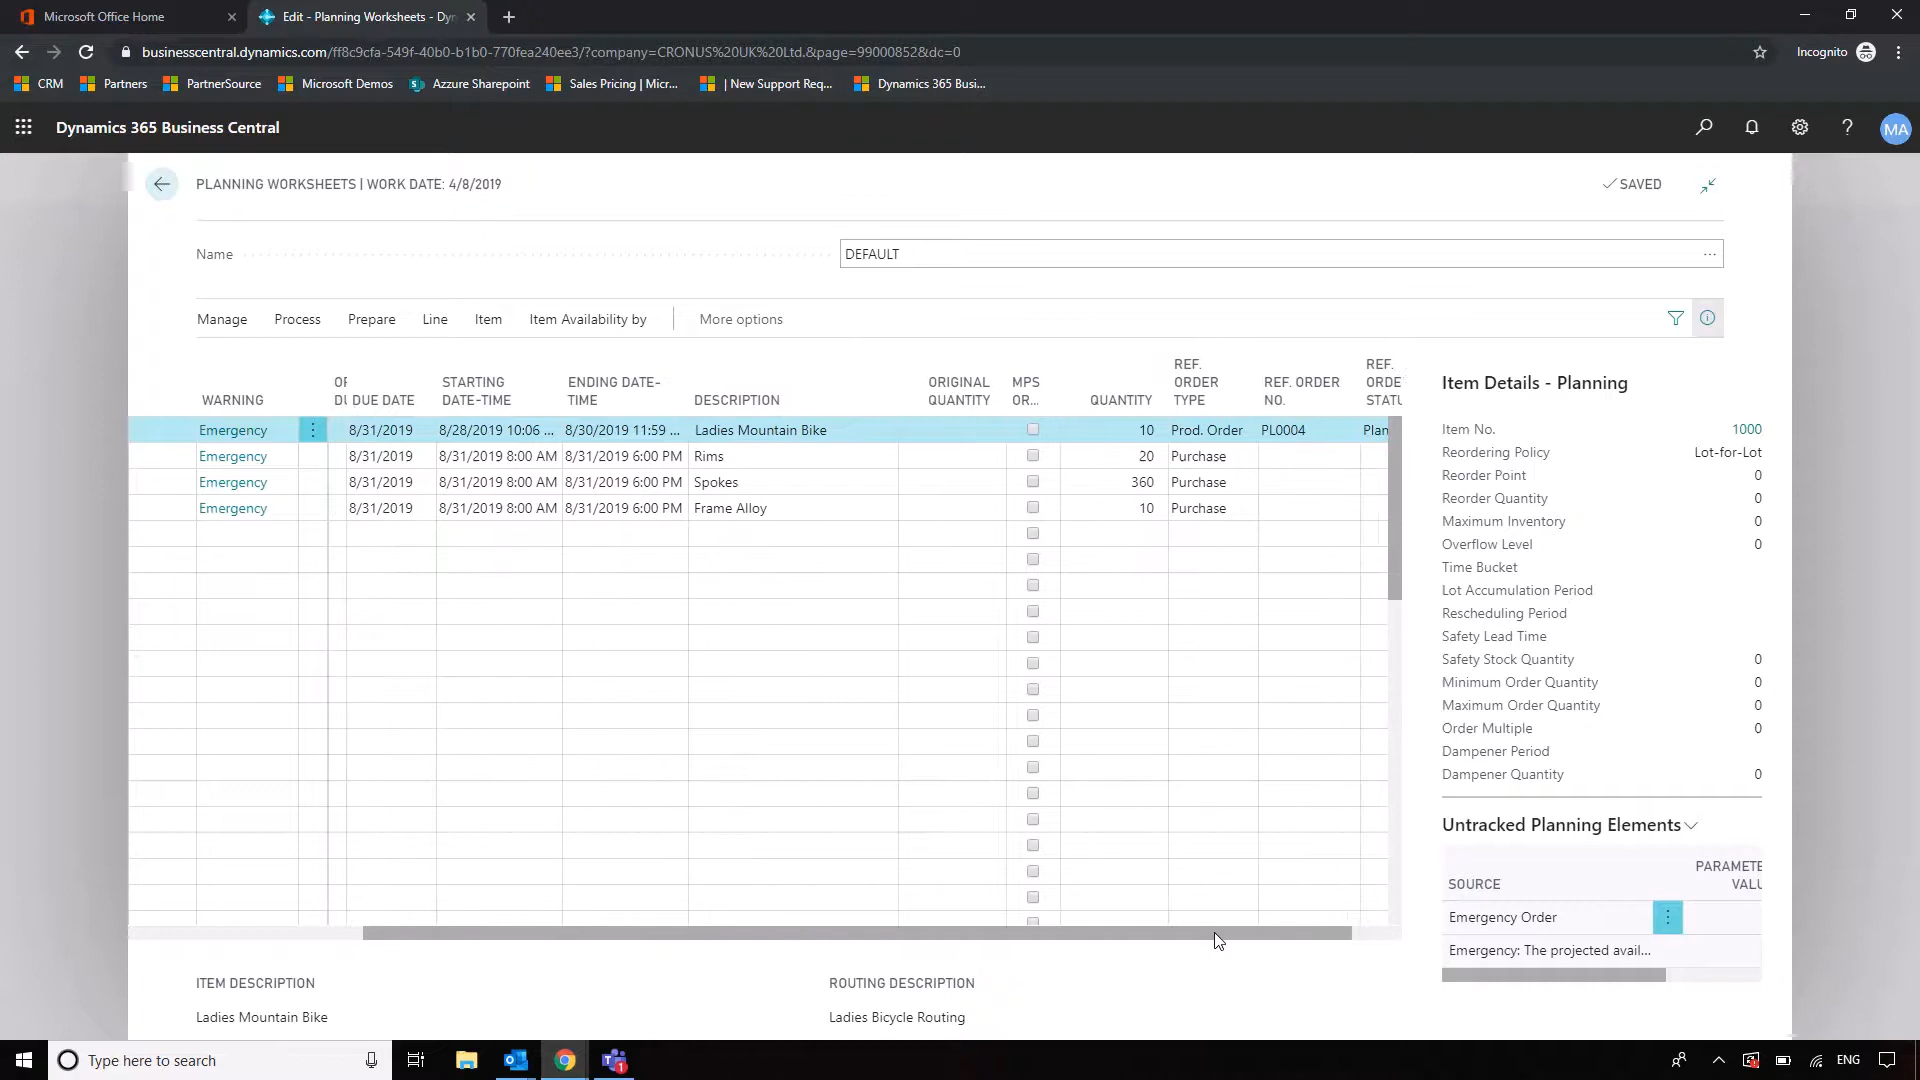 Microsoft Office Home
Edit - Planning Worksheets - Dyn
businesscentral.dynamics.com/ff8c9cfa-549f-40b0-b1b0-770fea240ee3/?company=CRONUS%20UK%20Ltd.&page=99000852&dc=0
Incognito
CRM Partners PartnerSource Microsoft Demos Azzure Sharepoint Sales Pricing | Micr... | New Support Req... Dynamics 365 Busi...
Dynamics 365 Business Central
? MA
PLANNING WORKSHEETS | WORK DATE: 4/8/2019
SAVED
Name DEFAULT ...
Manage Process Prepare Line Item Item Availability by More options
WARNING
DUE DATE
STARTING
DATE-TIME
ENDING DATE-
TIME
DESCRIPTION
ORIGINAL
QUANTITY
MPS
OR...
QUANTITY
REF.
ORDER
TYPE
REF. ORDER
NO.
REF.
ORDE
STATU
Emergency 8/31/2019 8/28/2019 10:06 ... 8/30/2019 11:59 ... Ladies Mountain Bike 10 Prod. Order PL0004 Plan
Emergency 8/31/2019 8/31/2019 8:00 AM 8/31/2019 6:00 PM Rims 20 Purchase
Emergency 8/31/2019 8/31/2019 8:00 AM 8/31/2019 6:00 PM Spokes 360 Purchase
Emergency 8/31/2019 8/31/2019 8:00 AM 8/31/2019 6:00 PM Frame Alloy 10 Purchase
Item Details - Planning
Item No. 1000
Reordering Policy Lot-for-Lot
Reorder Point 0
Reorder Quantity 0
Maximum Inventory 0
Overflow Level 0
Time Bucket
Lot Accumulation Period
Rescheduling Period
Safety Lead Time
Safety Stock Quantity 0
Minimum Order Quantity 0
Maximum Order Quantity 0
Order Multiple 0
Dampener Period
Dampener Quantity 0
Untracked Planning Elements
SOURCE
PARAMETE
VALU
Emergency Order
Emergency: The projected avail...
ITEM DESCRIPTION
Ladies Mountain Bike
ROUTING DESCRIPTION
Ladies Bicycle Routing
Type here to search
1
ENG